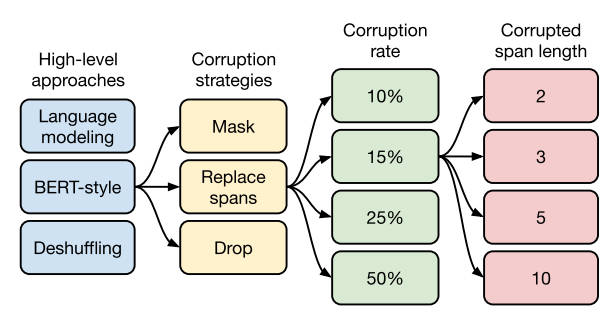 High-level
approaches
Language
modeling
BERT-style
Deshuffling
Corruption
strategies
Mask
Replace
spans
Drop
Corruption
rate
10%
15%
25%
50%
Corrupted
span length
2
3
5
10